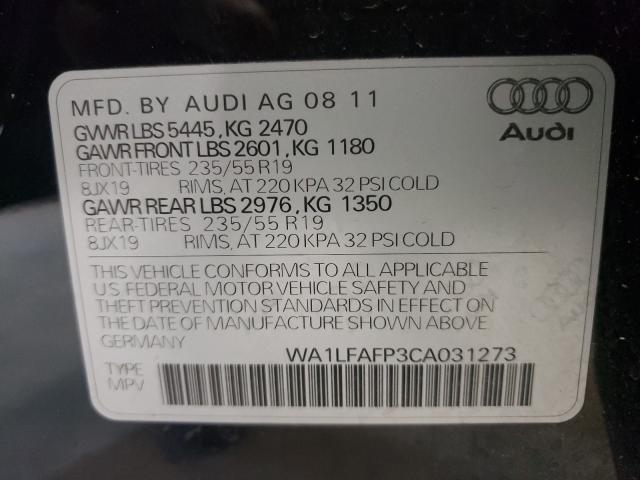 MFD. BY AUDI AG 08 11
Audi
GVWR LBS 5445, KG 2470
GAWR FRONT LBS 2601, KG 1180
FRONT-TIRES 235/55 R19
8JX19 RIMS, AT 220 KPA 32 PSI COLD
GAWR REAR LBS 2976, KG 1350
REAR-TIRES 235/55 R19
8JX19 RIMS, AT 220 KPA 32 PSI COLD
THIS VEHICLE CONFORMS TO ALL APPLICABLE
U.S FEDERAL MOTOR VEHICLE SAFETY AND
THEFT PREVENTION STANDARDS IN EFFECT ON
THE DATE OF MANUFACTURE SHOWN ABOVE
GERMANY
WA1LFAFP3CA031273
TYPE
MPV